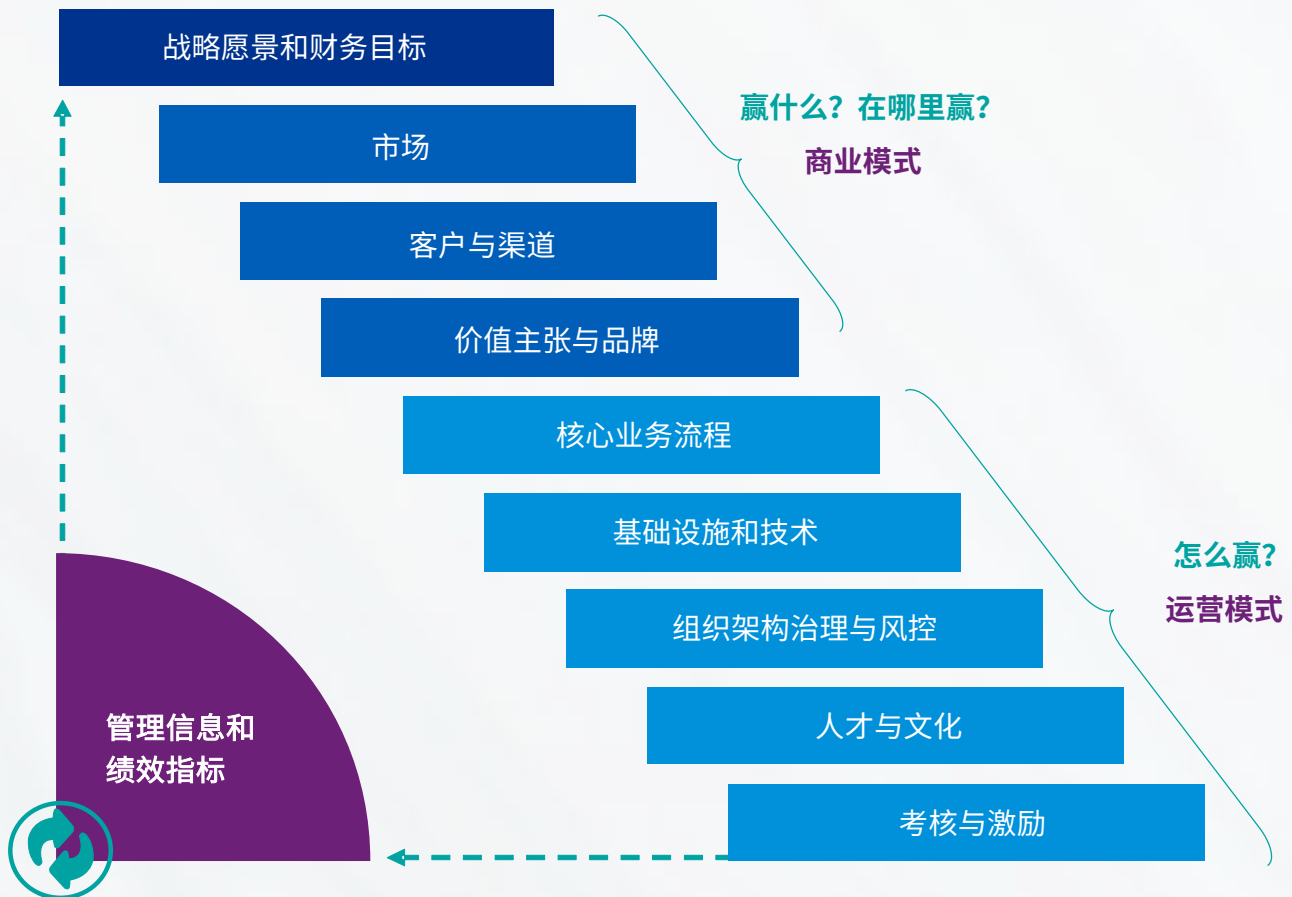 战略愿景和财务目标
市场
客户与渠道
价值主张与品牌
核心业务流程
基础设施和技术
组织架构治理与风控
人才与文化
考核与激励
赢什么？在哪里赢？
商业模式
怎么赢？
运营模式
管理信息和
绩效指标